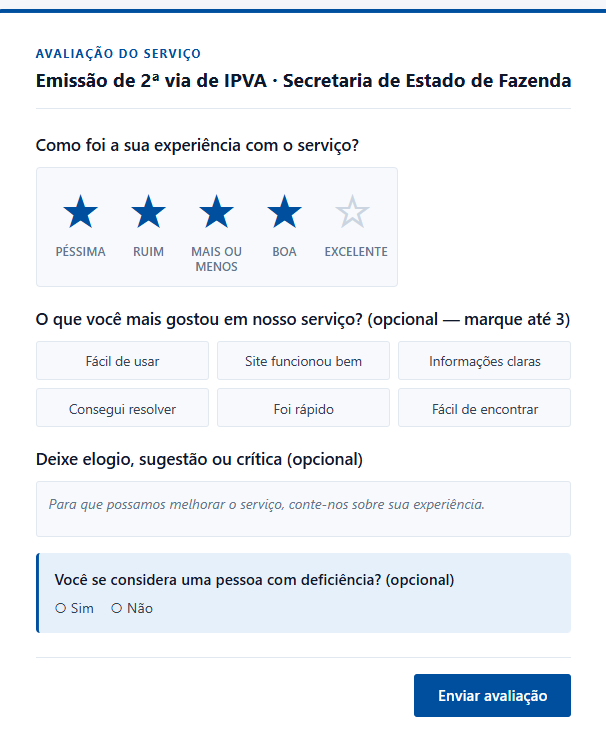 AVALIAÇÃO DO SERVIÇO
Emissão de 2ª via de IPVA · Secretaria de Estado de Fazenda
Como foi a sua experiência com o serviço?
PÉSSIMA RUIM MAIS OU MENOS BOA EXCELENTE
O que você mais gostou em nosso serviço? (opcional — marque até 3)
Fácil de usar Site funcionou bem Informações claras
Consegui resolver Foi rápido Fácil de encontrar
Deixe elogio, sugestão ou crítica (opcional)
Para que possamos melhorar o serviço, conte-nos sobre sua experiência.
Você se considera uma pessoa com deficiência? (opcional)
Sim Não
Enviar avaliação